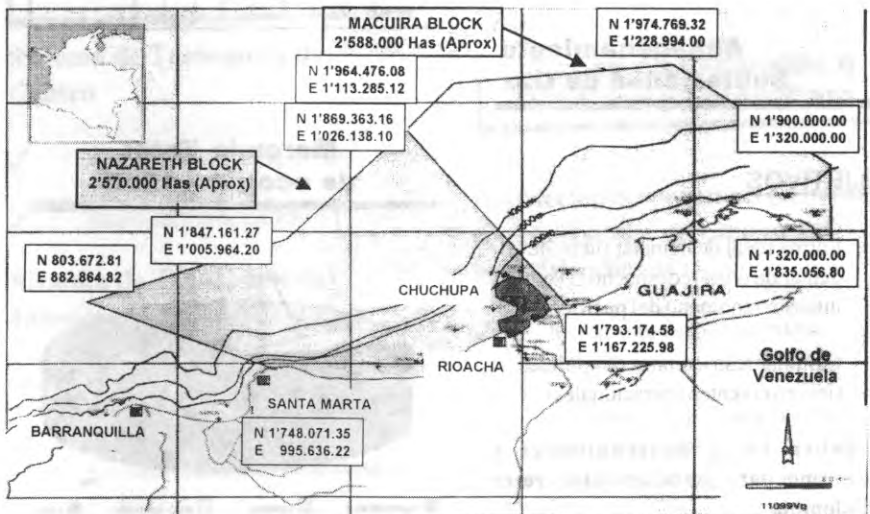 MACUIRA BLOCK
2'588.000 Has (Aprox)
N 1'974.769.32
E 1'228.994.00
N 1'964.476.08
E 1'113.285.12
N 1'869.363.16
E 1'026.138.10
N 1'900.000.00
E 1'320.000.00
NAZARETH BLOCK
2'570.000 Has (Aprox)
N 1'847.161.27
E 1'005.964.20
N 803.672.81
E 882.864.82
N 1'320.000.00
E 1'835.056.80
CHUCHUPA
GUAJIRA
N 1'793.174.58
E 1'167.225.98
RIOACHA
Golfo de
Venezuela
SANTA MARTA
BARRANQUILLA
N 1'748.071.35
E 995.636.22